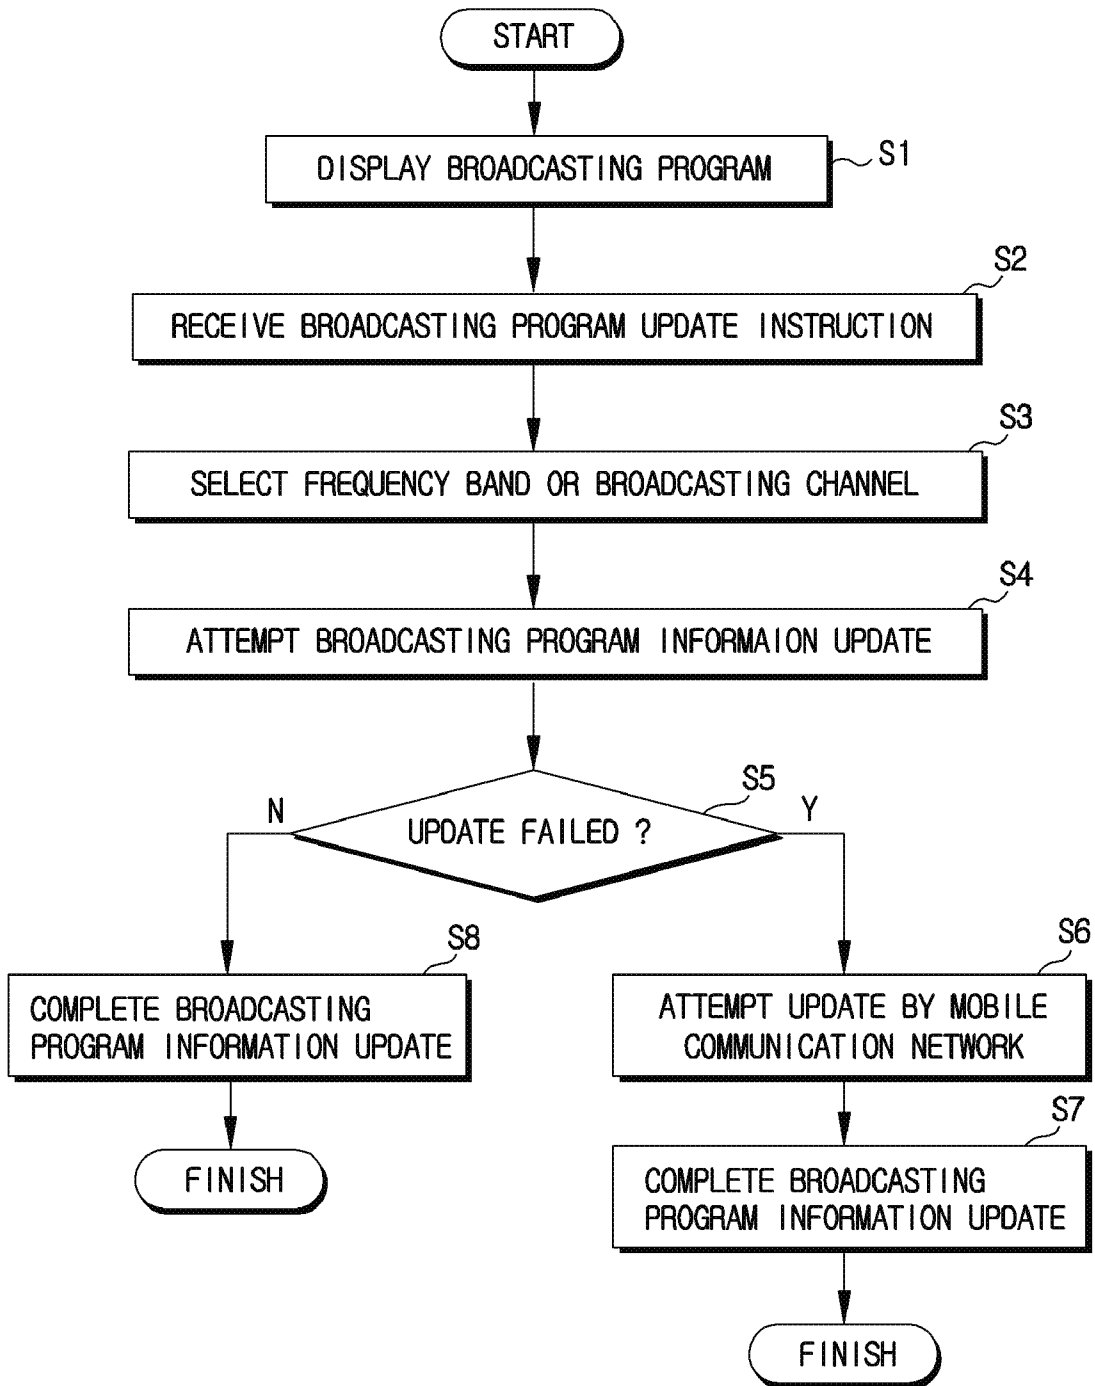 START
DISPLAY BROADCASTING PROGRAM
S1
S2
RECEIVE BROADCASTING PROGRAM UPDATE INSTRUCTION
S3
SELECT FREQUENCY BAND OR BROADCASTING CHANNEL
S4
ATTEMPT BROADCASTING PROGRAM INFORMAION UPDATE
S5
N
UPDATE FAILED ?
Y
S8
COMPLETE BROADCASTING
PROGRAM INFORMATION UPDATE
FINISH
S6
ATTEMPT UPDATE BY MOBILE
COMMUNICATION NETWORK
S7
COMPLETE BROADCASTING
PROGRAM INFORMATION UPDATE
FINISH